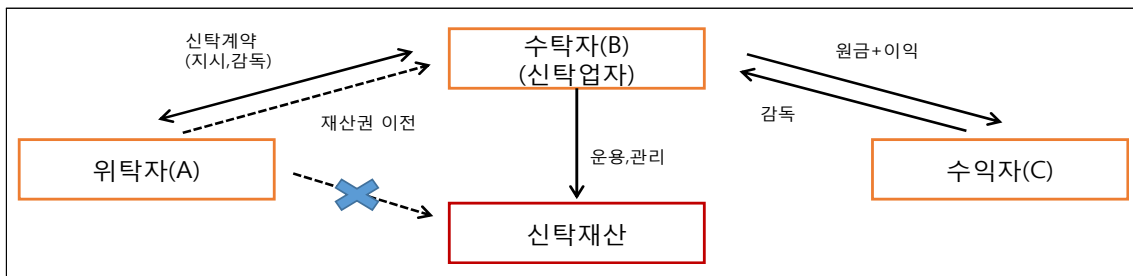 신탁계약
(지시,감독)
수탁자(B)
(신탁업자)
원금+이익
재산권 이전
감독
위탁자(A)
운용,관리
수익자(C)
신탁재산